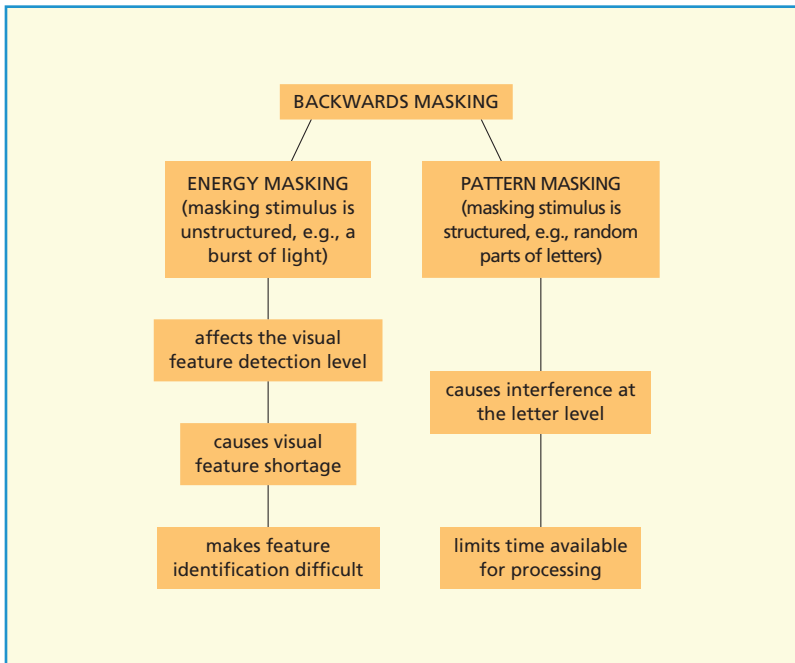 BACKWARDS MASKING
ENERGY MASKING
(masking stimulus is
unstructured, e.g., a
burst of light)
affects the visual
feature detection level
causes visual
feature shortage
makes feature
identification difficult
PATTERN MASKING
(masking stimulus is
structured, e.g., random
parts of letters)
causes interference at
the letter level
limits time available
for processing